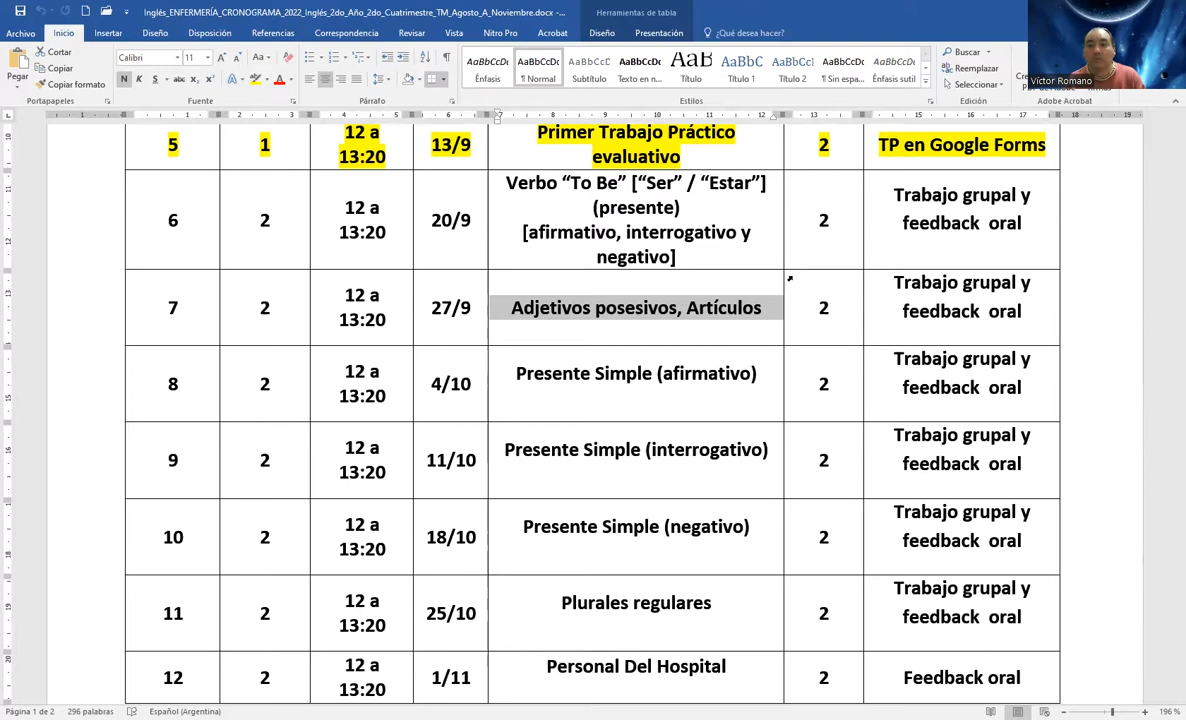 Inglés_ENFERMERÍA_CRONOGRAMA_2022_Inglés_2do_Año_2do_Cuatrimestre_TM_Agosto_A_Noviembre.docx -...
Herramientas de tabla
Archivo Inicio Insertar Diseño Disposición Referencias Correspondencia Revisar Vista Nitro Pro Acrobat Diseño Presentación ¿Qué desea hacer?
Pegar
Cortar
Copiar
Copiar formato
Portapapeles
Calibri 11
Fuente
Párrafo
AaBbCcDc Énfasis
AaBbCcDc ¶ Normal
AaBbCcD Subtítulo
AaBbCcDc Texto en n...
AaB Título
AaBbC Título 1
AaBbCc Título 2
AaBbCcDc ¶ Sin espa...
AaBbCcDc Énfasis sutil
Estilos
Buscar
Reemplazar
Seleccionar
Edición
Adobe Acrobat
Víctor Romano
5 1 12 a 13:20 13/9 Primer Trabajo Práctico evaluativo 2 TP en Google Forms
6 2 12 a 13:20 20/9 Verbo “To Be” [“Ser” / “Estar”] (presente) [afirmativo, interrogativo y negativo] 2 Trabajo grupal y feedback oral
7 2 12 a 13:20 27/9 Adjetivos posesivos, Artículos 2 Trabajo grupal y feedback oral
8 2 12 a 13:20 4/10 Presente Simple (afirmativo) 2 Trabajo grupal y feedback oral
9 2 12 a 13:20 11/10 Presente Simple (interrogativo) 2 Trabajo grupal y feedback oral
10 2 12 a 13:20 18/10 Presente Simple (negativo) 2 Trabajo grupal y feedback oral
11 2 12 a 13:20 25/10 Plurales regulares 2 Trabajo grupal y feedback oral
12 2 12 a 13:20 1/11 Personal Del Hospital 2 Feedback oral
Página 1 de 2 296 palabras Español (Argentina) 196 %